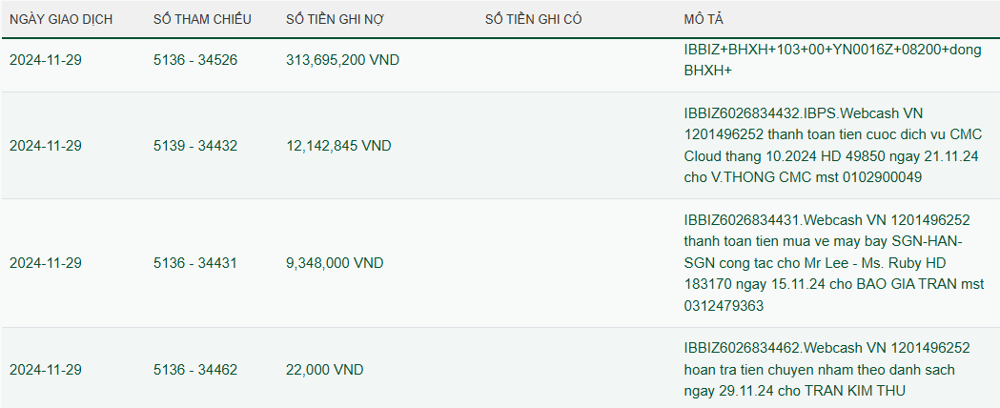 NGÀY GIAO DỊCH SỐ THAM CHIẾU SỐ TIỀN GHI NỢ SỐ TIỀN GHI CÓ MÔ TẢ
2024-11-29 5136 - 34526 313,695,200 VND IBBIZ+BHXH+103+00+YN0016Z+08200+dong
BHXH+
IBBIZ6026834432.IBPS.Webcash VN
2024-11-29 5139 - 34432 12,142,845 VND 1201496252 thanh toan tien cuoc dich vu CMC
Cloud thang 10.2024 HD 49850 ngay 21.11.24
cho V.THONG CMC mst 0102900049
IBBIZ6026834431.Webcash VN 1201496252
thanh toan tien mua ve may bay SGN-HAN-
2024-11-29 5136 - 34431 9,348,000 VND SGN cong tac cho Mr Lee - Ms. Ruby HD
183170 ngay 15.11.24 cho BAO GIA TRAN mst
0312479363
IBBIZ6026834462.Webcash VN 1201496252
2024-11-29 5136 - 34462 22,000 VND hoan tra tien chuyen nham theo danh sach
ngay 29.11.24 cho TRAN KIM THU